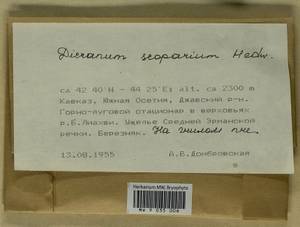 Dicranum scoparium Hedw.
ca 42 40'N - 44 25'E; alt. ca 2300 m
Кавказ, Южная Осетия, Джавский р-н.
Горно-луговой стационар в верховьях
р.Б.Лиахви. Ущелье Средней Эрманской
речки. Березняк. На гнилом пне.
13.08.1955 А.В.Домбровская
Herbarium MW, Bryophyta
MW 9 035 004